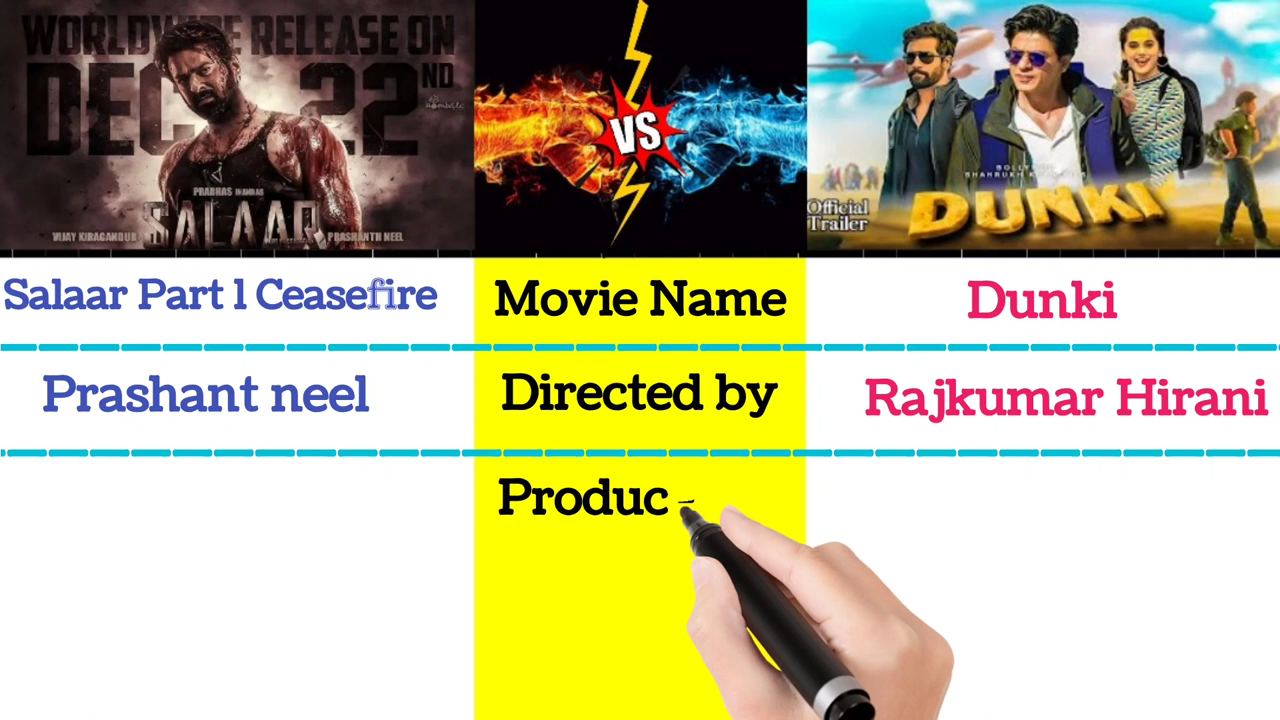 WORLDWIDE RELEASE ON
DEC 22ND
PRABHAS
SALAAR
VIJAY KIRAGANDUR PRASHANTH NEEL
VS
Official
Trailer
DUNKI
Salaar Part 1 Ceasefire
Movie Name
Dunki
Prashant neel
Directed by
Rajkumar Hirani
Produc